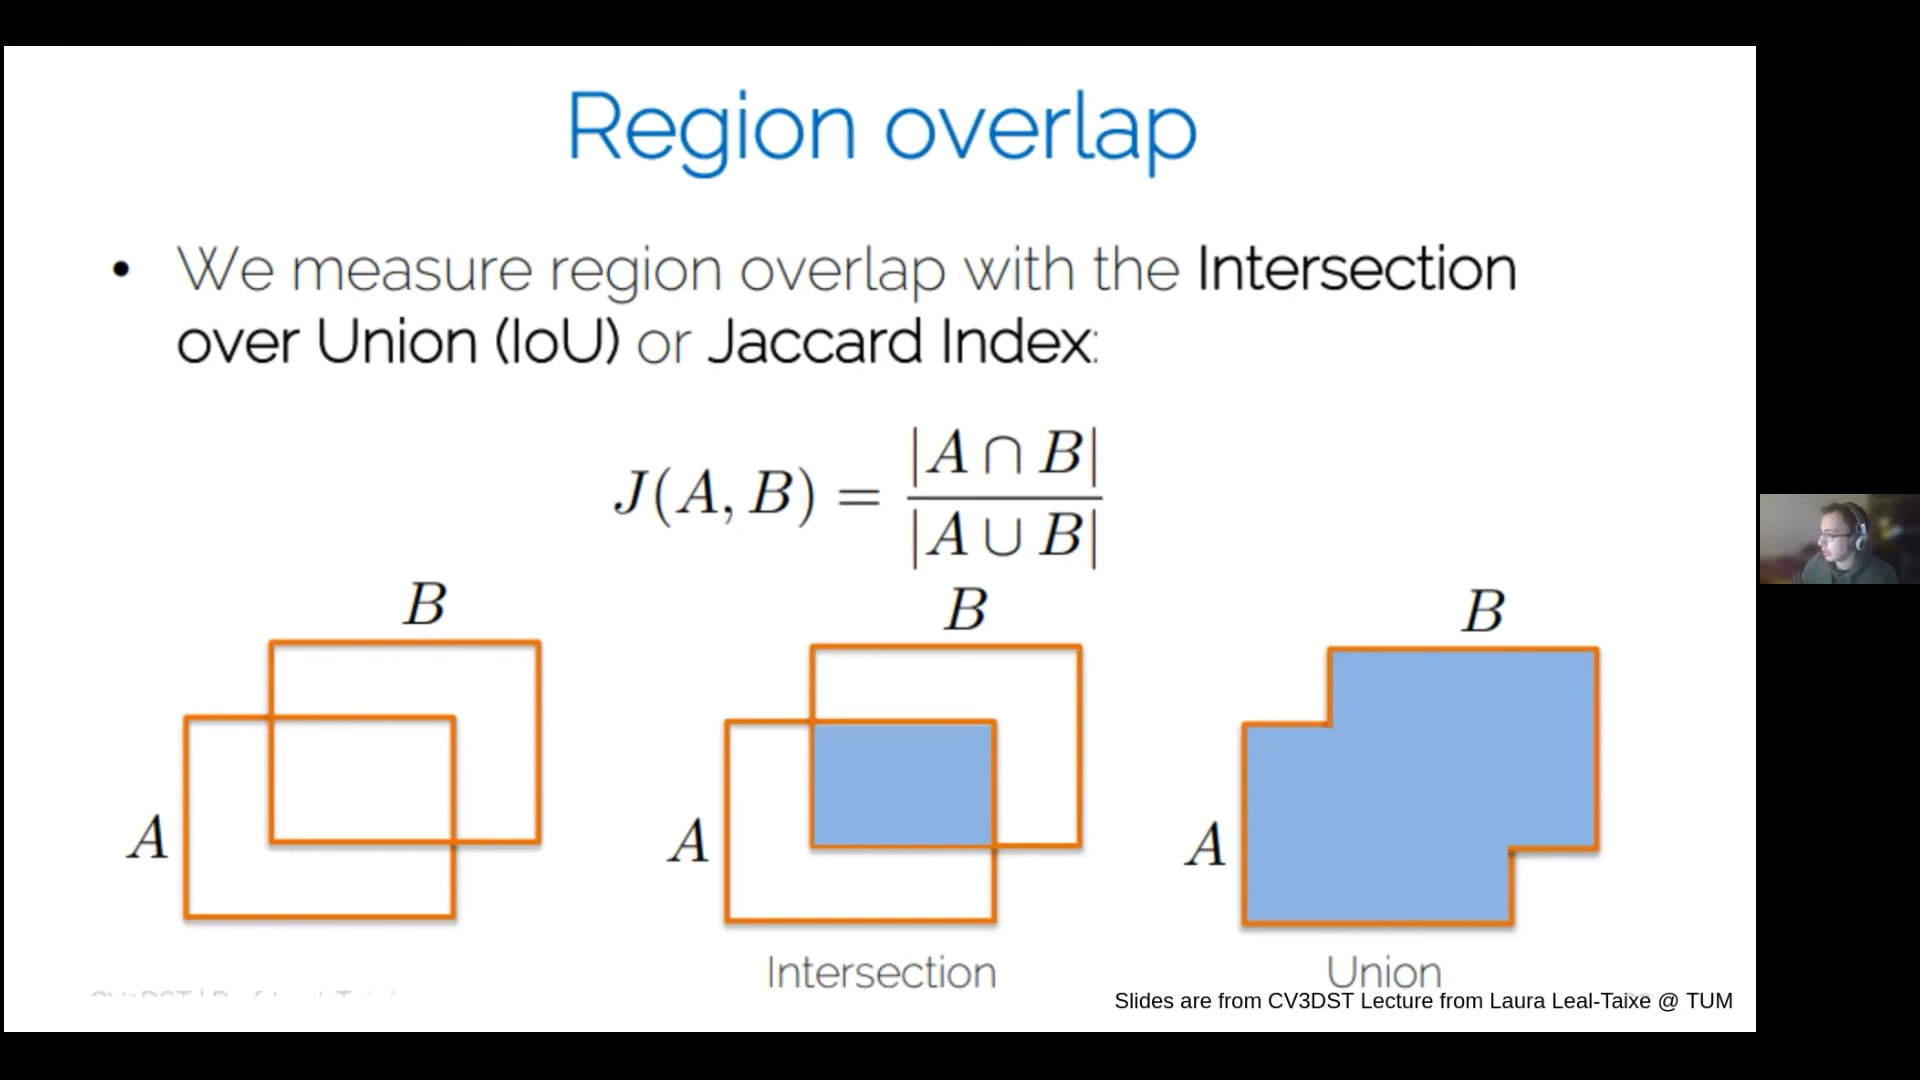 Region overlap
• We measure region overlap with the Intersection
over Union (IoU) or Jaccard Index:
J(A, B) = |A ∩ B| / |A ∪ B|
B
B
B
A
A
A
Intersection
Union
Slides are from CV3DST Lecture from Laura Leal-Taixe @ TUM